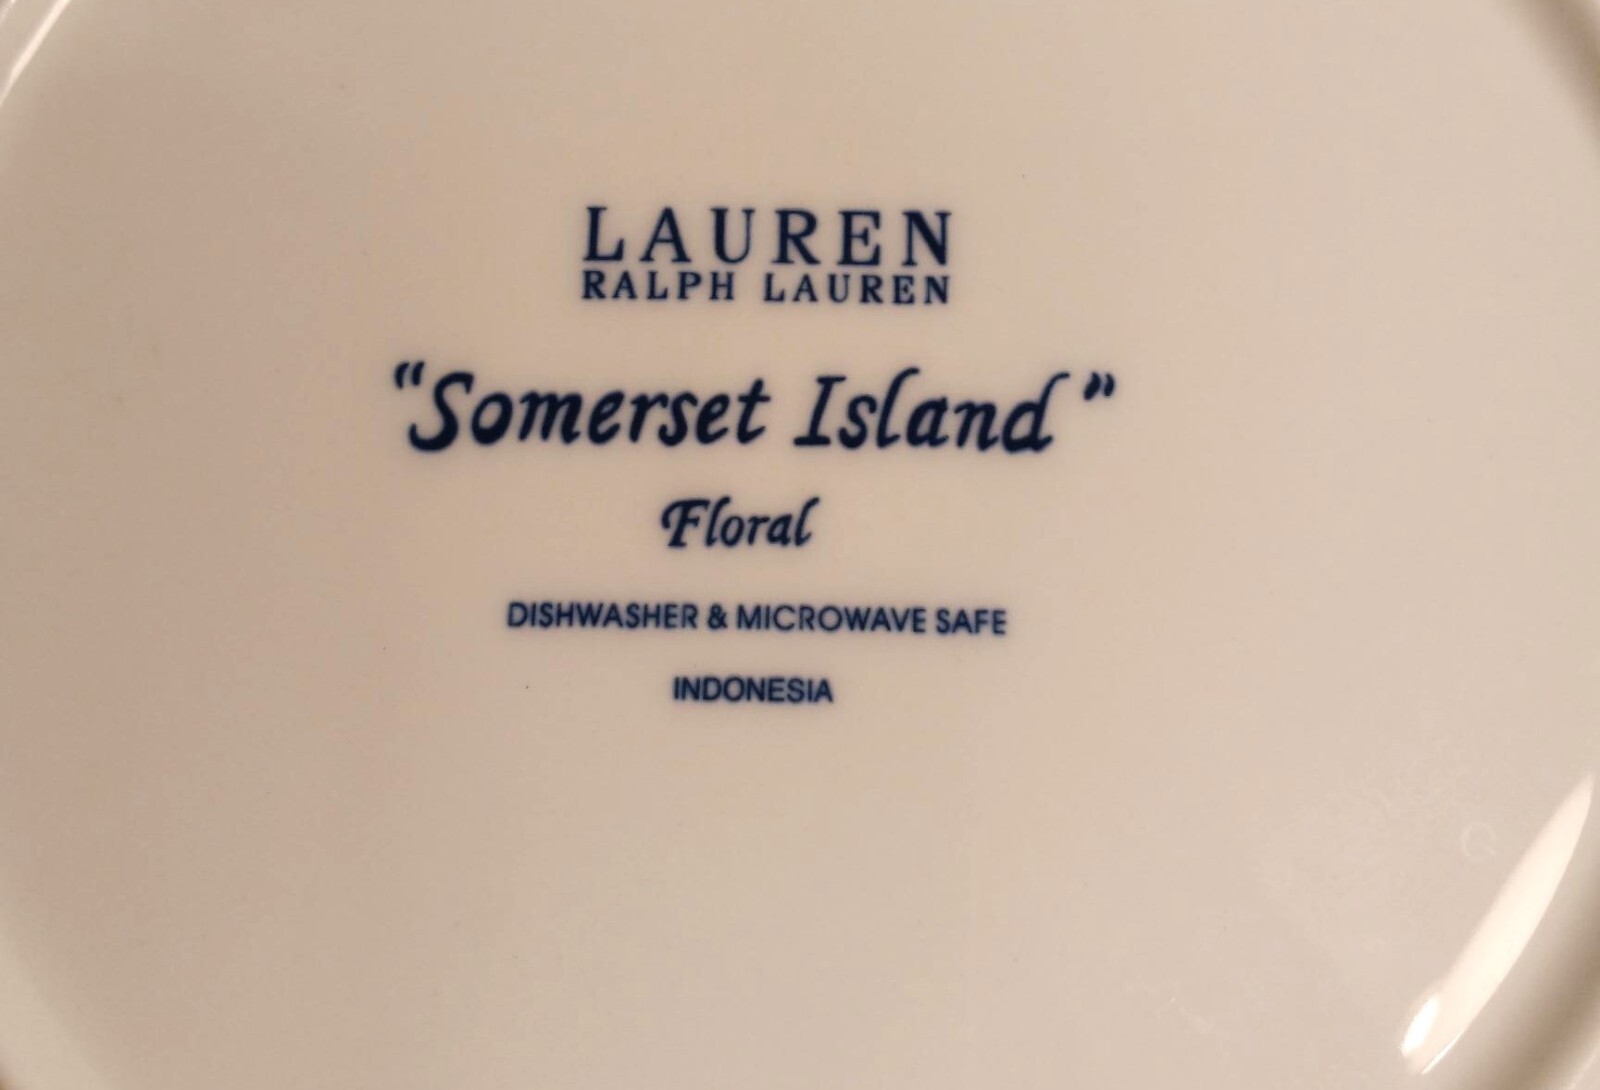 LAUREN
RALPH LAUREN
“Somerset Island”
Floral
DISHWASHER & MICROWAVE SAFE
INDONESIA